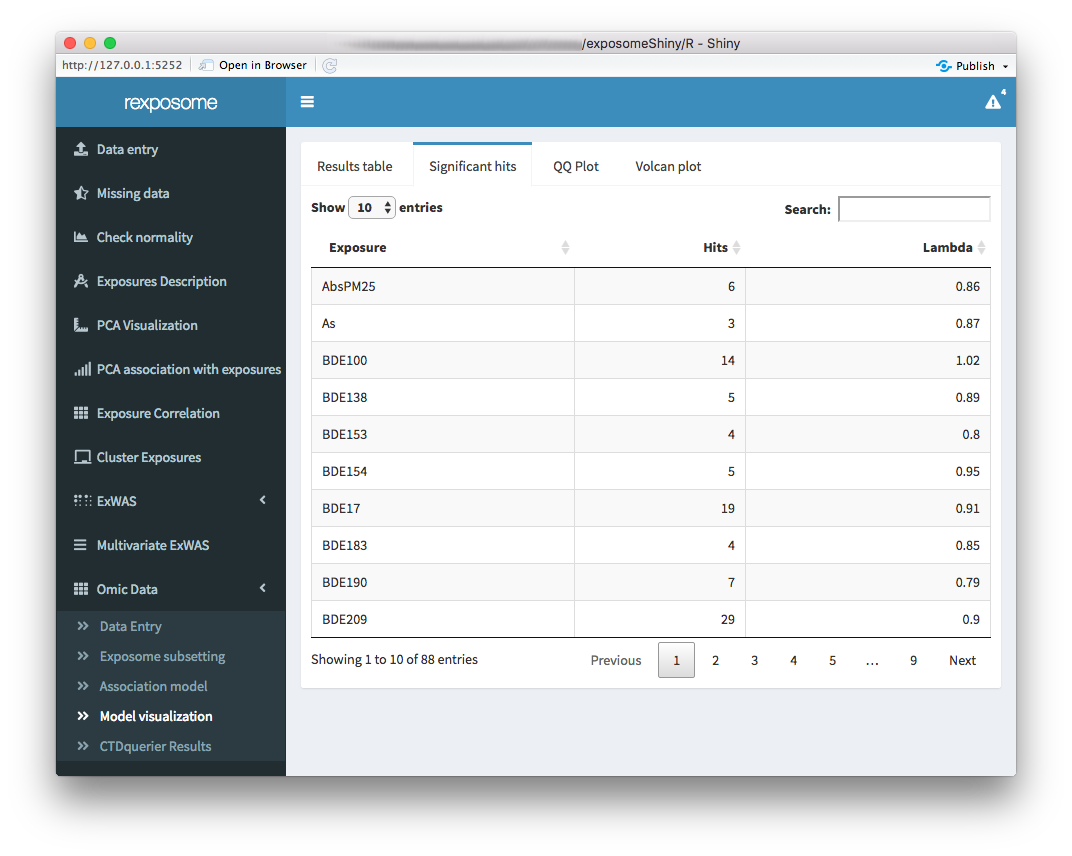 /exposomeShiny/R - Shiny
http://127.0.0.1:5252 Open in Browser Publish
rexposome 4
Data entry
Missing data
Check normality
Exposures Description
PCA Visualization
PCA association with exposures
Exposure Correlation
Cluster Exposures
ExWAS
Multivariate ExWAS
Omic Data
Data Entry
Exposome subsetting
Association model
Model visualization
CTDquerier Results
Results table Significant hits QQ Plot Volcan plot
Show 10 entries Search:
Exposure Hits Lambda
AbsPM25 6 0.86
As 3 0.87
BDE100 14 1.02
BDE138 5 0.89
BDE153 4 0.8
BDE154 5 0.95
BDE17 19 0.91
BDE183 4 0.85
BDE190 7 0.79
BDE209 29 0.9
Showing 1 to 10 of 88 entries Previous 1 2 3 4 5 … 9 Next